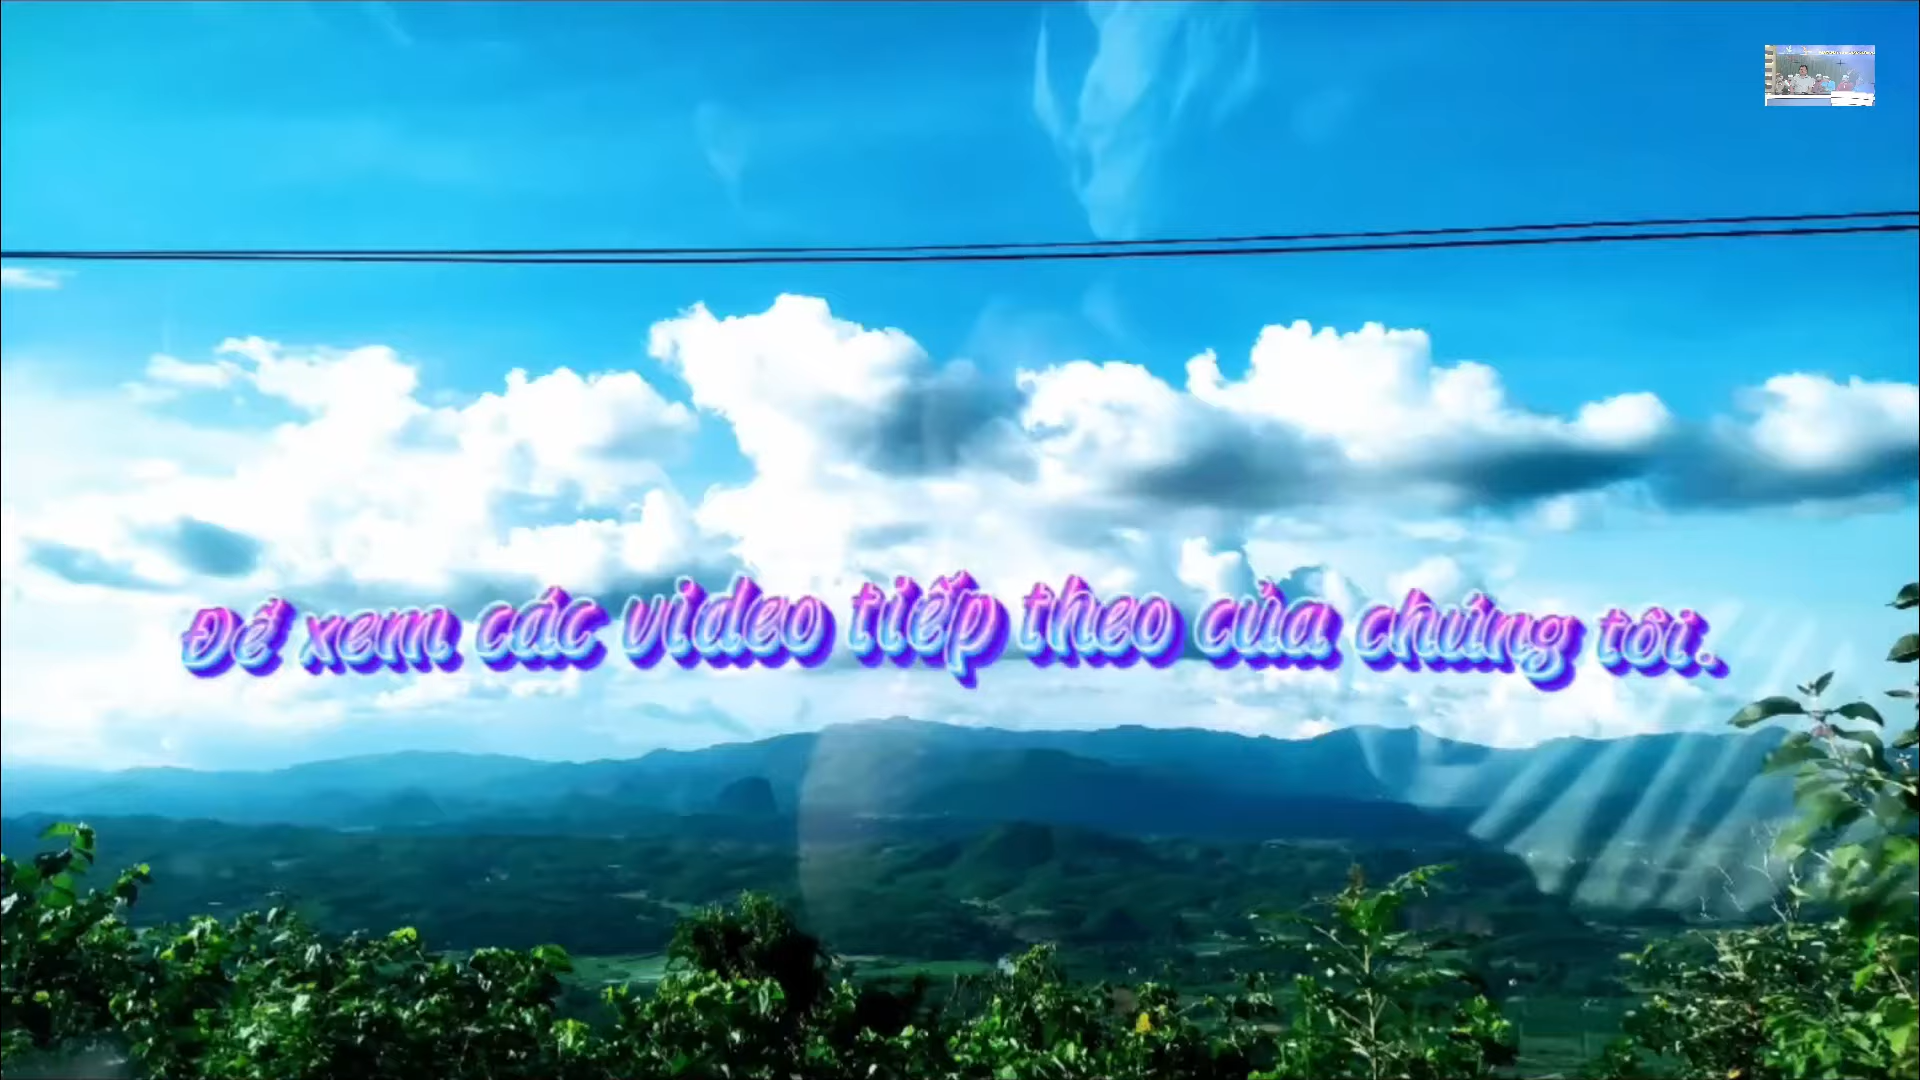 Để xem các video tiếp theo của chúng tôi.